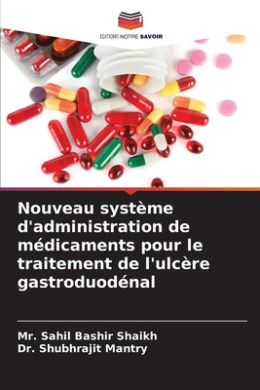 EDITIONS NOTRE SAVOIR
Nouveau système
d'administration de
médicaments pour le
traitement de l'ulcère
gastroduodénal
Mr. Sahil Bashir Shaikh
Dr. Shubhrajit Mantry